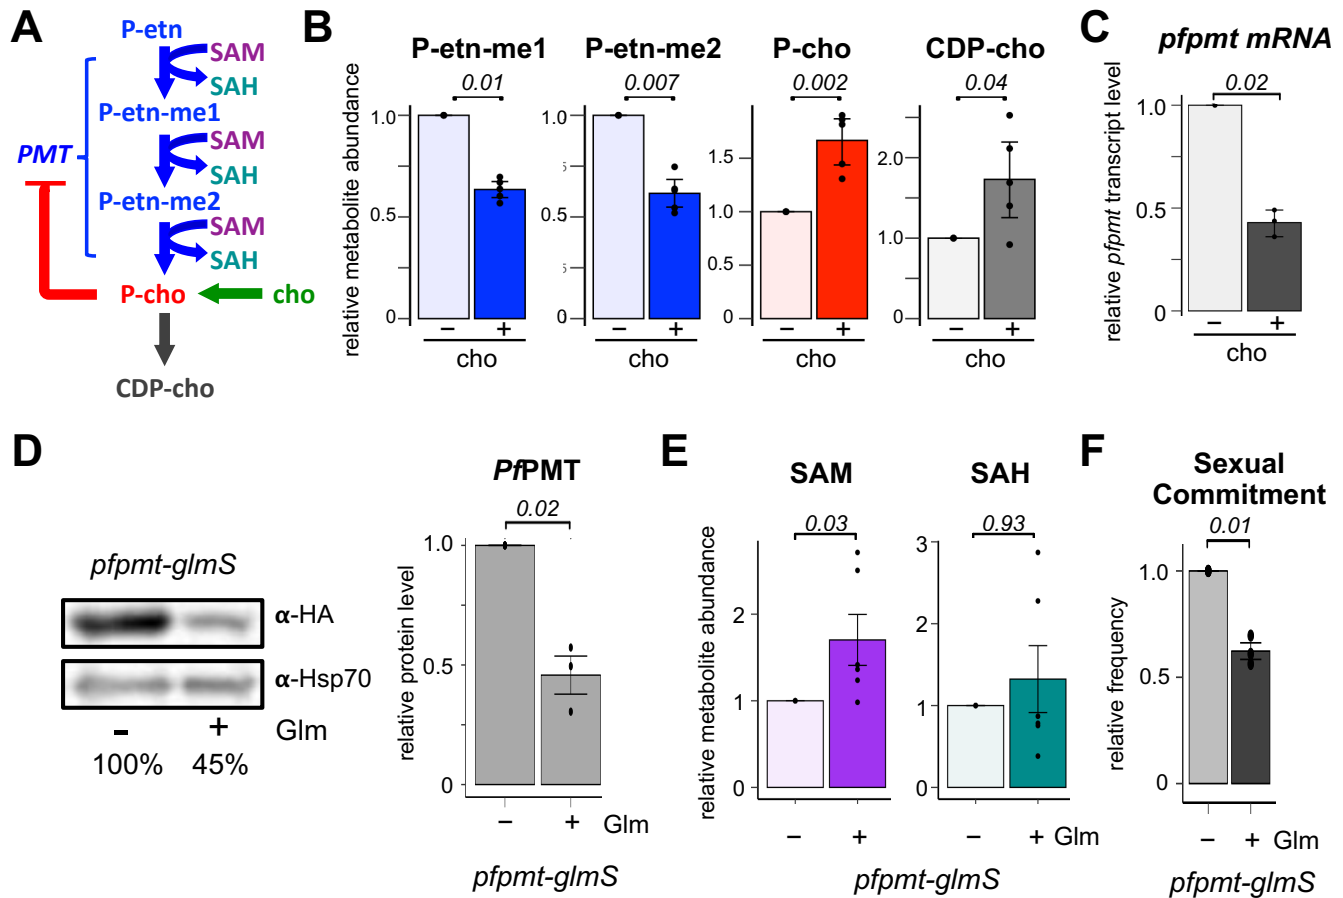 A
P-etn
SAM
SAH
P-etn-me1
PMT
SAM
SAH
P-etn-me2
SAM
SAH
P-cho
cho
CDP-cho
B
P-etn-me1
P-etn-me2
P-cho
CDP-cho
0.01
0.007
0.002
0.04
relative metabolite abundance
1.0
0.5
0
1.0
5
0.5
5
0
1.5
1.0
1.0
2.0
1.0
0
− +
cho
− +
cho
− +
cho
− +
cho
C
pfpmt mRNA
0.02
relative pfpmt transcript level
1.0
0.5
0
− +
cho
D
pfpmt-glmS
α-HA
α-Hsp70
- + Glm
100% 45%
PfPMT
0.02
relative protein level
1.0
0.5
0
− + Glm
pfpmt-glmS
E
SAM
SAH
0.03
0.93
relative metabolite abundance
2
1
0
3
2
1
0
− +
− + Glm
pfpmt-glmS
F
Sexual
Commitment
0.01
relative frequency
1.0
0.5
0
− + Glm
pfpmt-glmS